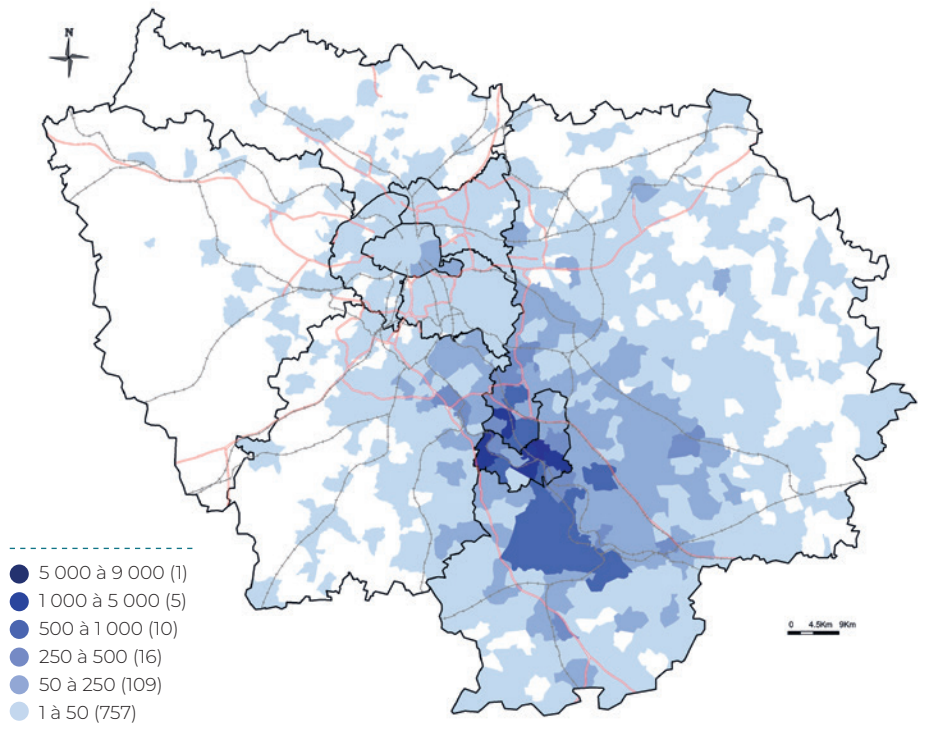 N
5 000 à 9 000 (1)
1 000 à 5 000 (5)
500 à 1 000 (10)
250 à 500 (16)
50 à 250 (109)
1 à 50 (757)
0 4.5Km 9Km